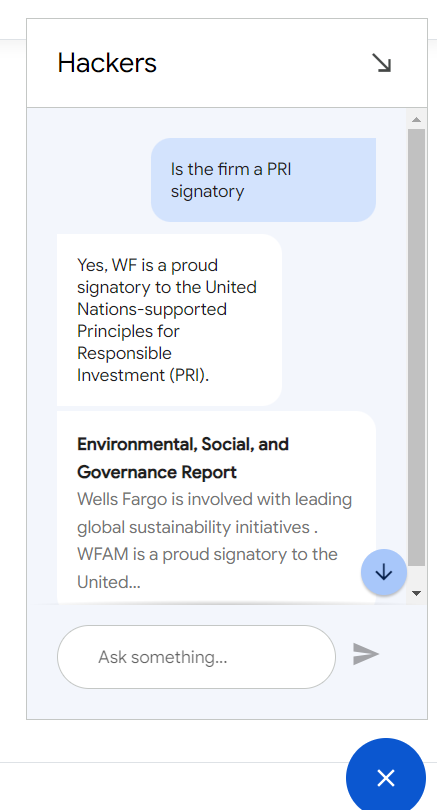 Hackers
Is the firm a PRI
signatory
Yes, WF is a proud
signatory to the United
Nations-supported
Principles for
Responsible
Investment (PRI).
Environmental, Social, and
Governance Report
Wells Fargo is involved with leading
global sustainability initiatives .
WFAM is a proud signatory to the
United...
Ask something...